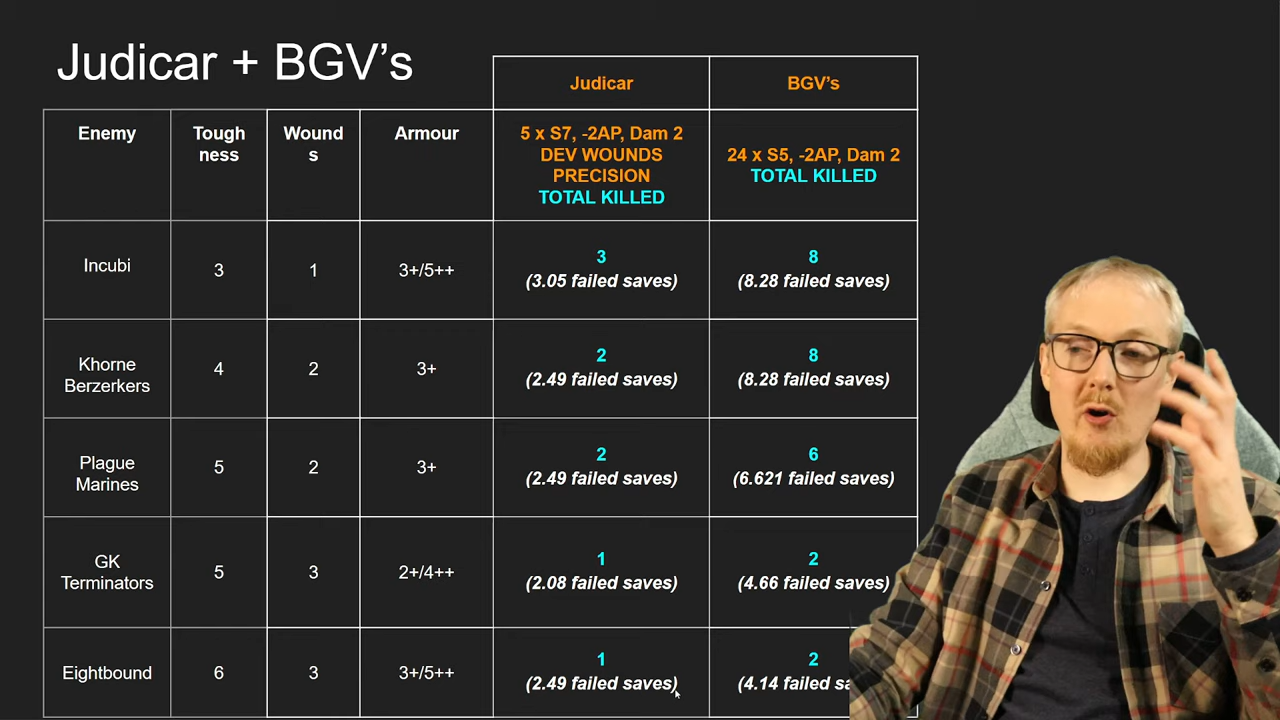 Judicar + BGV's
Judicar
BGV's
Enemy
Tough
ness
Wound
s
Armour
5 x S7, -2AP, Dam 2
DEV WOUNDS
PRECISION
TOTAL KILLED
24 x S5, -2AP, Dam 2
TOTAL KILLED
Incubi
3
1
3+/5++
3
(3.05 failed saves)
8
(8.28 failed saves)
Khorne
Berzerkers
4
2
3+
2
(2.49 failed saves)
8
(8.28 failed saves)
Plague
Marines
5
2
3+
2
(2.49 failed saves)
6
(6.621 failed saves)
GK
Terminators
5
3
2+/4++
1
(2.08 failed saves)
2
(4.66 failed saves)
Eightbound
6
3
3+/5++
1
(2.49 failed saves)
2
(4.14 failed